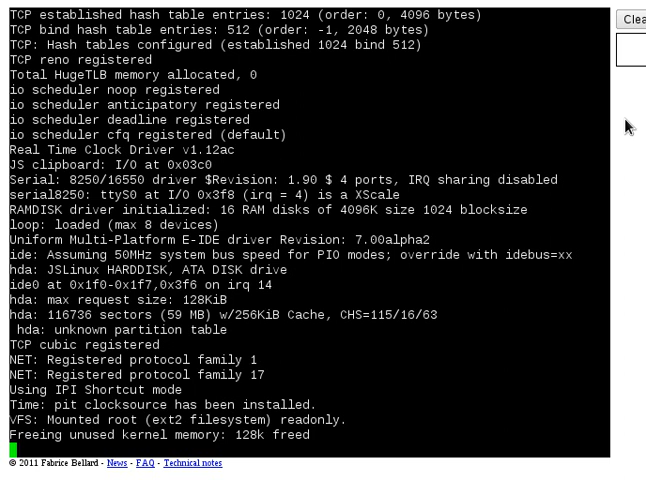 TCP established hash table entries: 1024 (order: 0, 4096 bytes)
TCP bind hash table entries: 512 (order: -1, 2048 bytes)
TCP: Hash tables configured (established 1024 bind 512)
TCP reno registered
Total HugeTLB memory allocated, 0
io scheduler noop registered
io scheduler anticipatory registered
io scheduler deadline registered
io scheduler cfq registered (default)
Real Time Clock Driver v1.12ac
JS clipboard: I/O at 0x03c0
Serial: 8250/16550 driver $Revision: 1.90 $ 4 ports, IRQ sharing disabled
serial8250: ttyS0 at I/O 0x3f8 (irq = 4) is a XScale
RAMDISK driver initialized: 16 RAM disks of 4096K size 1024 blocksize
loop: loaded (max 8 devices)
Uniform Multi-Platform E-IDE driver Revision: 7.00alpha2
ide: Assuming 50MHz system bus speed for PIO modes; override with idebus=xx
hda: JSLinux HARDDISK, ATA DISK drive
ide0 at 0x1f0-0x1f7,0x3f6 on irq 14
hda: max request size: 128KiB
hda: 116736 sectors (59 MB) w/256KiB Cache, CHS=115/16/63
 hda: unknown partition table
TCP cubic registered
NET: Registered protocol family 1
NET: Registered protocol family 17
Using IPI Shortcut mode
Time: pit clocksource has been installed.
VFS: Mounted root (ext2 filesystem) readonly.
Freeing unused kernel memory: 128k freed
© 2011 Fabrice Bellard - News - FAQ - Technical notes
Clea